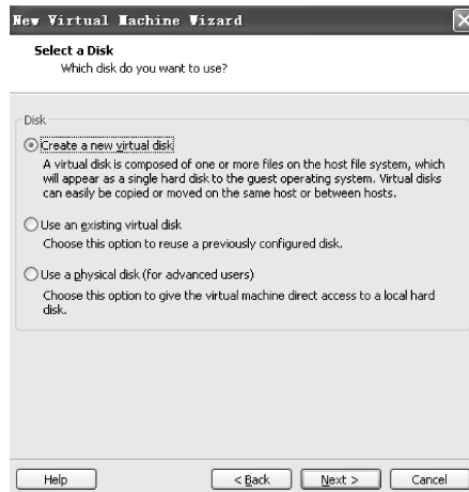 New Virtual Machine Wizard
Select a Disk
Which disk do you want to use?
Disk
Create a new virtual disk
A virtual disk is composed of one or more files on the host file system, which
will appear as a single hard disk to the guest operating system. Virtual disks
can easily be copied or moved on the same host or between hosts.
Use an existing virtual disk
Choose this option to reuse a previously configured disk.
Use a physical disk (for advanced users)
Choose this option to give the virtual machine direct access to a local hard
disk.
Help
< Back
Next >
Cancel